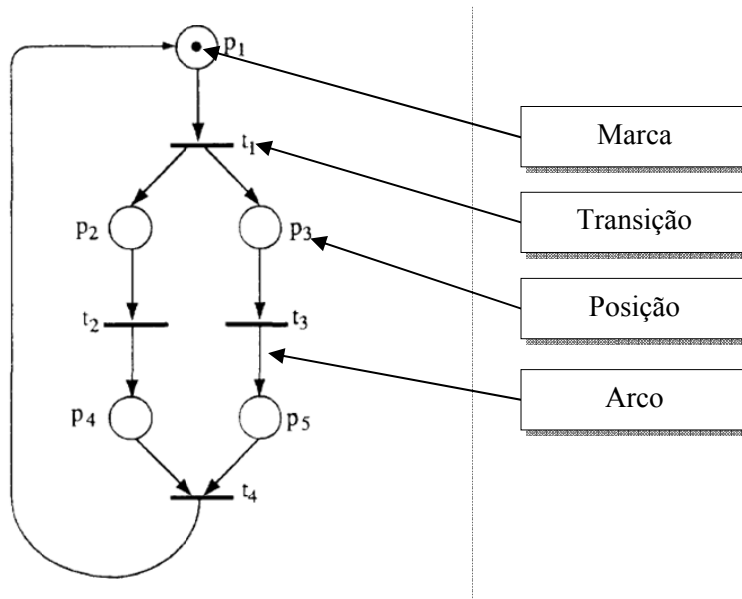 p1
Marca
t1
Transição
p2
p3
Posição
t2
t3
Arco
p4
p5
t4